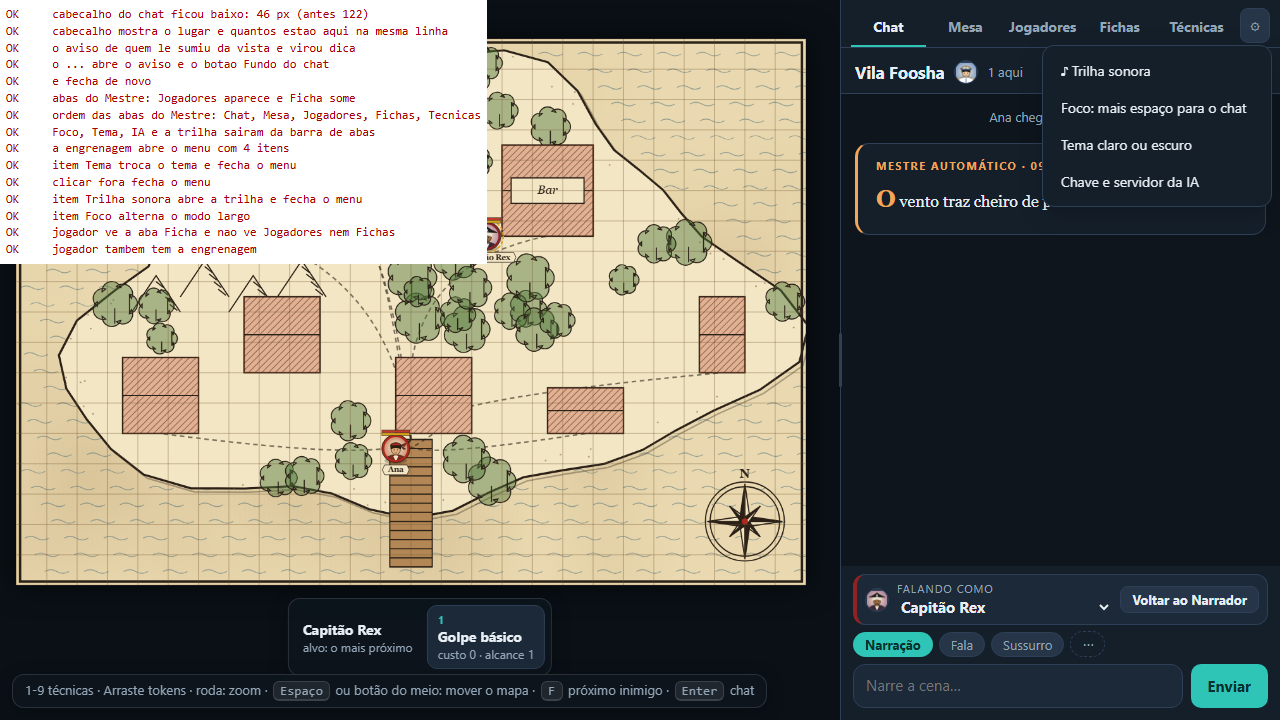 OK cabecalho do chat ficou baixo: 46 px (antes 122)
OK cabecalho mostra o lugar e quantos estao aqui na mesma linha
OK o aviso de quem le sumiu da vista e virou dica
OK o ... abre o aviso e o botao Fundo do chat
OK e fecha de novo
OK abas do Mestre: Jogadores aparece e Ficha some
OK ordem das abas do Mestre: Chat, Mesa, Jogadores, Fichas, Tecnicas
OK Foco, Tema, IA e a trilha sairam da barra de abas
OK a engrenagem abre o menu com 4 itens
OK item Tema troca o tema e fecha o menu
OK clicar fora fecha o menu
OK item Trilha sonora abre a trilha e fecha o menu
OK item Foco alterna o modo largo
OK jogador ve a aba Ficha e nao ve Jogadores nem Fichas
OK jogador tambem tem a engrenagem
Bar
ão Rex
Ana
N
Capitão Rex
alvo: o mais próximo
1
Golpe básico
custo 0 · alcance 1
1-9 técnicas · Arraste tokens · roda: zoom · Espaço ou botão do meio: mover o mapa · F próximo inimigo · Enter chat
Chat Mesa Jogadores Fichas Técnicas
Vila Foosha 1 aqui
♪ Trilha sonora
Foco: mais espaço para o chat
Tema claro ou escuro
Chave e servidor da IA
Ana cheg
MESTRE AUTOMÁTICO · 09
O vento traz cheiro de p
FALANDO COMO
Capitão Rex
Voltar ao Narrador
Narração Fala Sussurro ...
Narre a cena...
Enviar